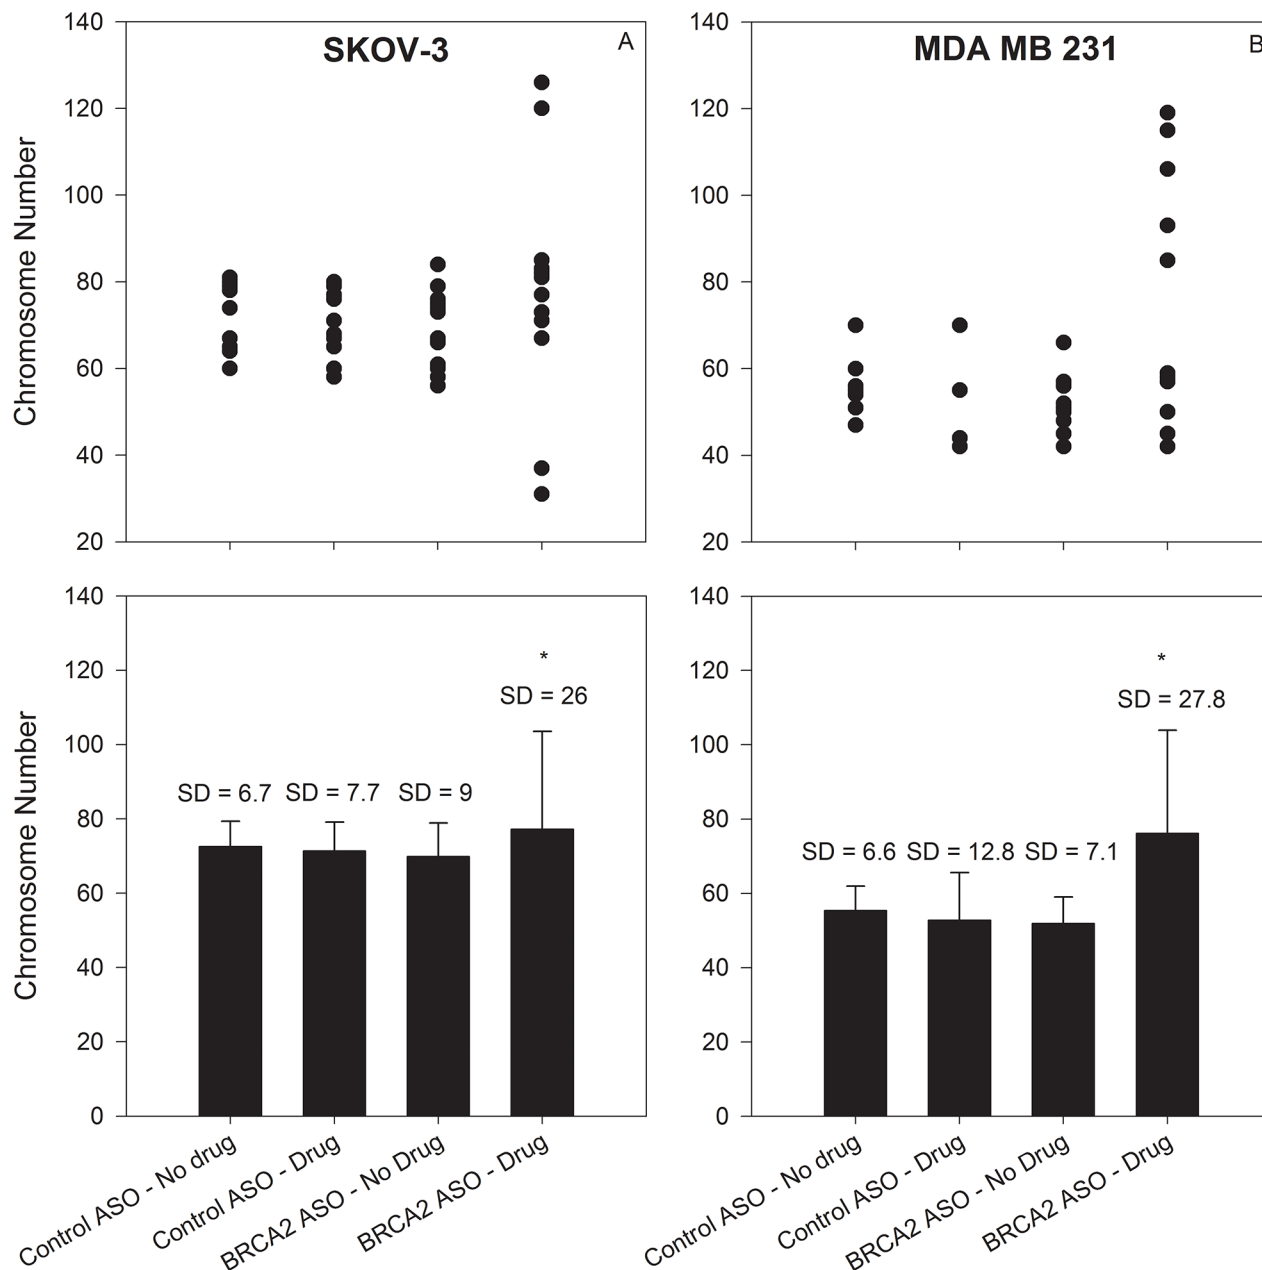 SKOV-3
A
Chromosome Number
140
120
100
80
60
40
20
MDA MB 231
B
140
120
100
80
60
40
20
Chromosome Number
140
120
100
80
60
40
20
0
*
SD = 26
SD = 6.7 SD = 7.7 SD = 9
Control ASO - No drug
Control ASO - Drug
BRCA2 ASO - No Drug
BRCA2 ASO - Drug
140
120
100
80
60
40
20
0
*
SD = 27.8
SD = 6.6 SD = 12.8 SD = 7.1
Control ASO - No drug
Control ASO - Drug
BRCA2 ASO - No Drug
BRCA2 ASO - Drug